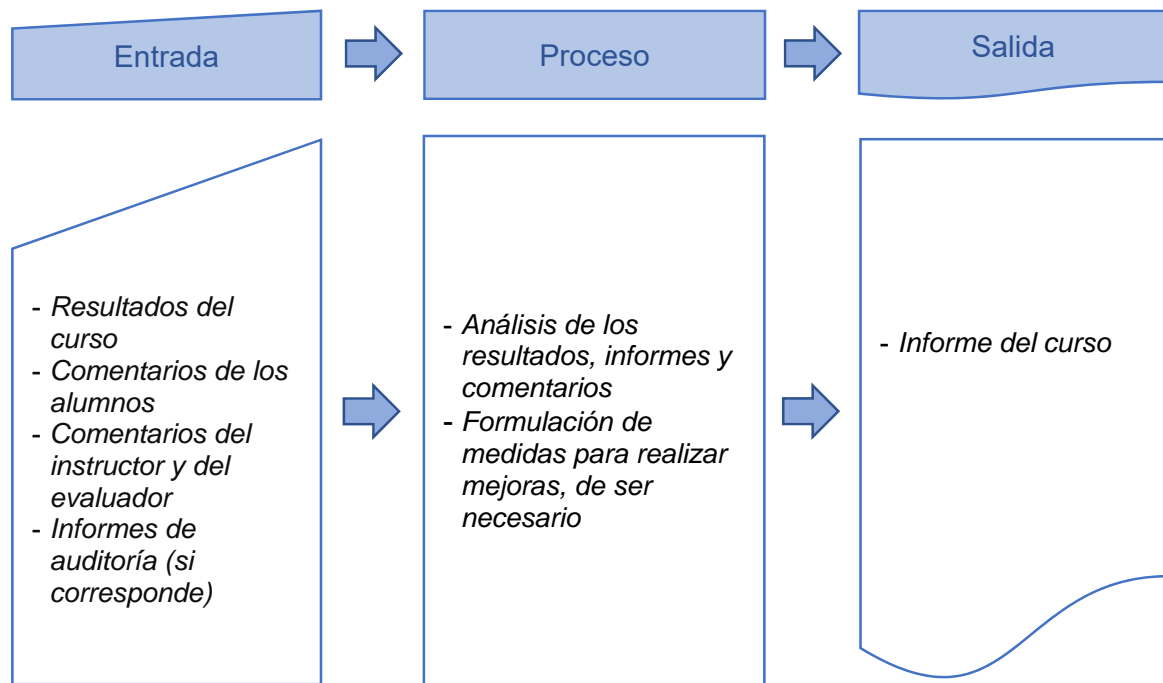 Entrada
Proceso
Salida
- Resultados del
curso
- Comentarios de los
alumnos
- Comentarios del
instructor y del
evaluador
- Informes de
auditoría (si
corresponde)
- Análisis de los
resultados, informes y
comentarios
- Formulación de
medidas para realizar
mejoras, de ser
necesario
- Informe del curso